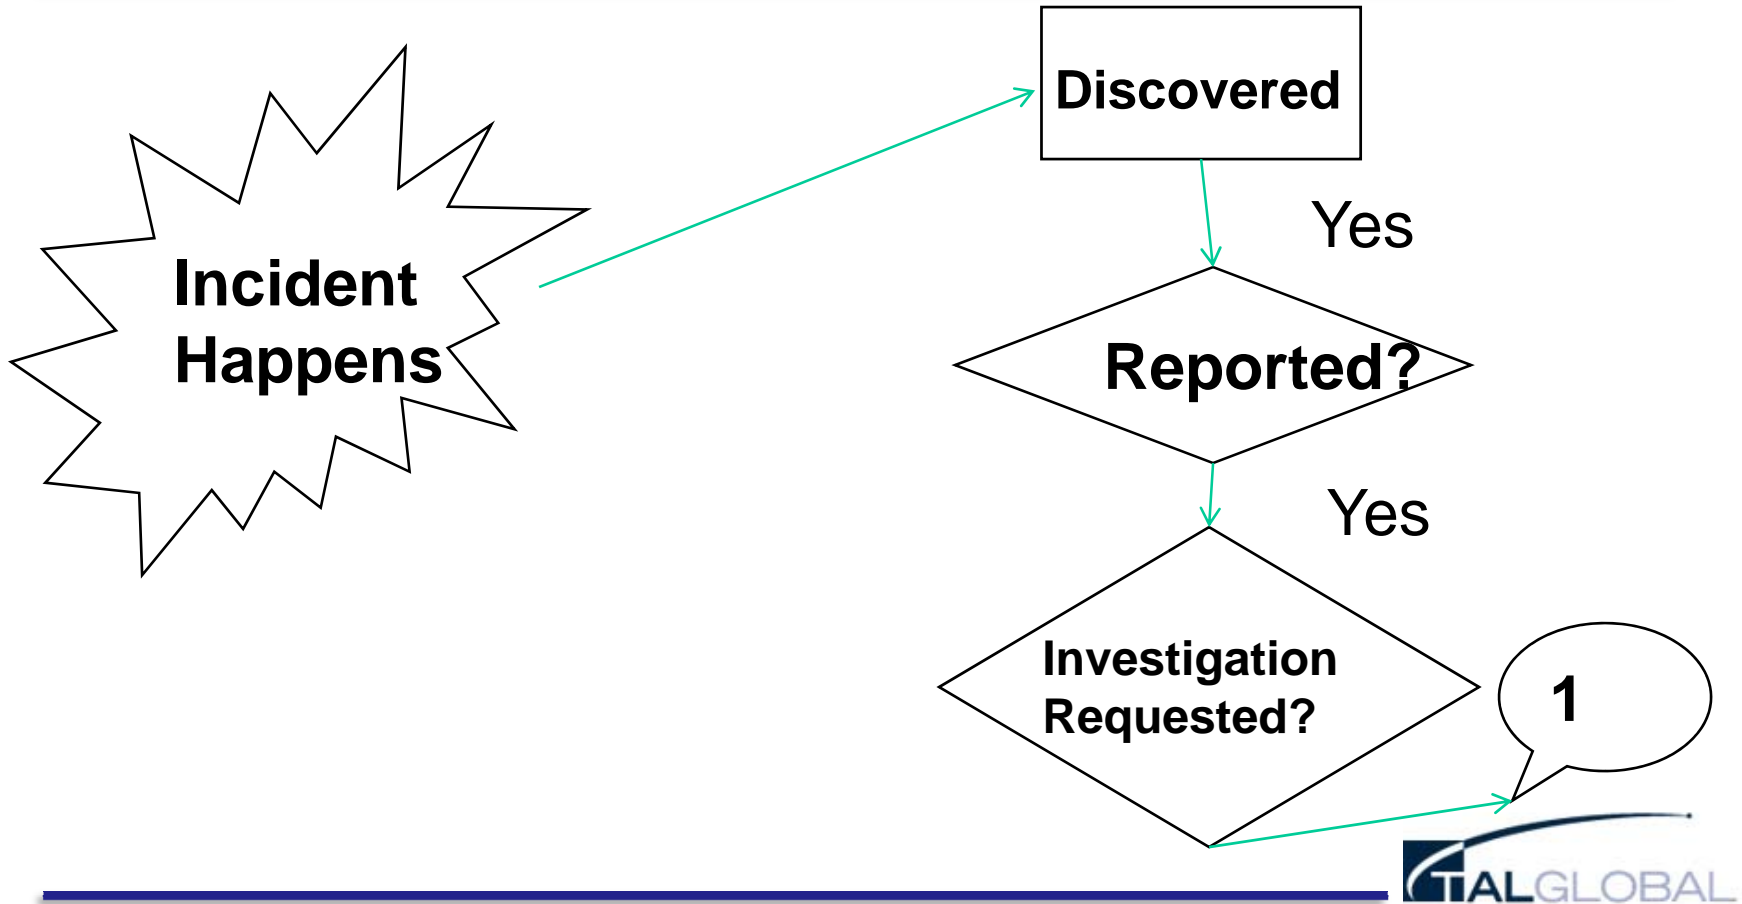 Discovered
Yes
Incident
Happens
Reported?
Yes
Investigation
Requested?
1
TALGLOBAL